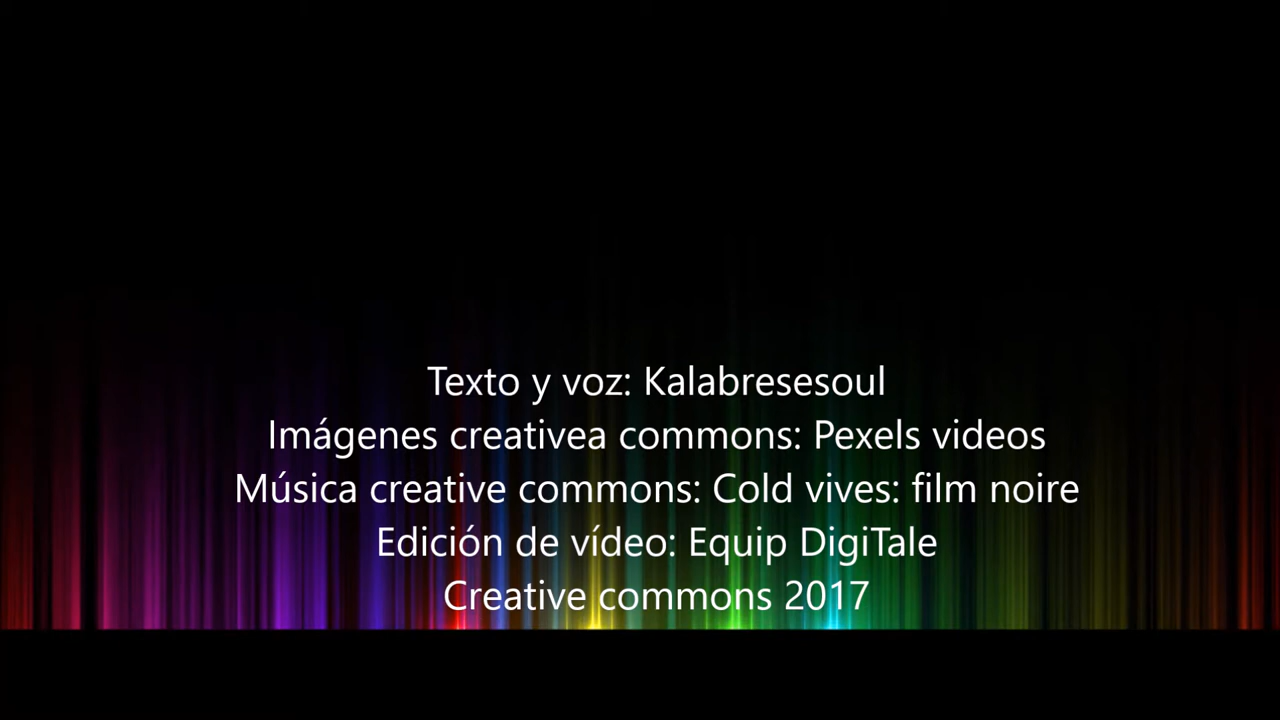 Texto y voz: Kalabresesoul
Imágenes creativea commons: Pexels videos
Música creative commons: Cold vives: film noire
Edición de vídeo: Equip DigiTale
Creative commons 2017